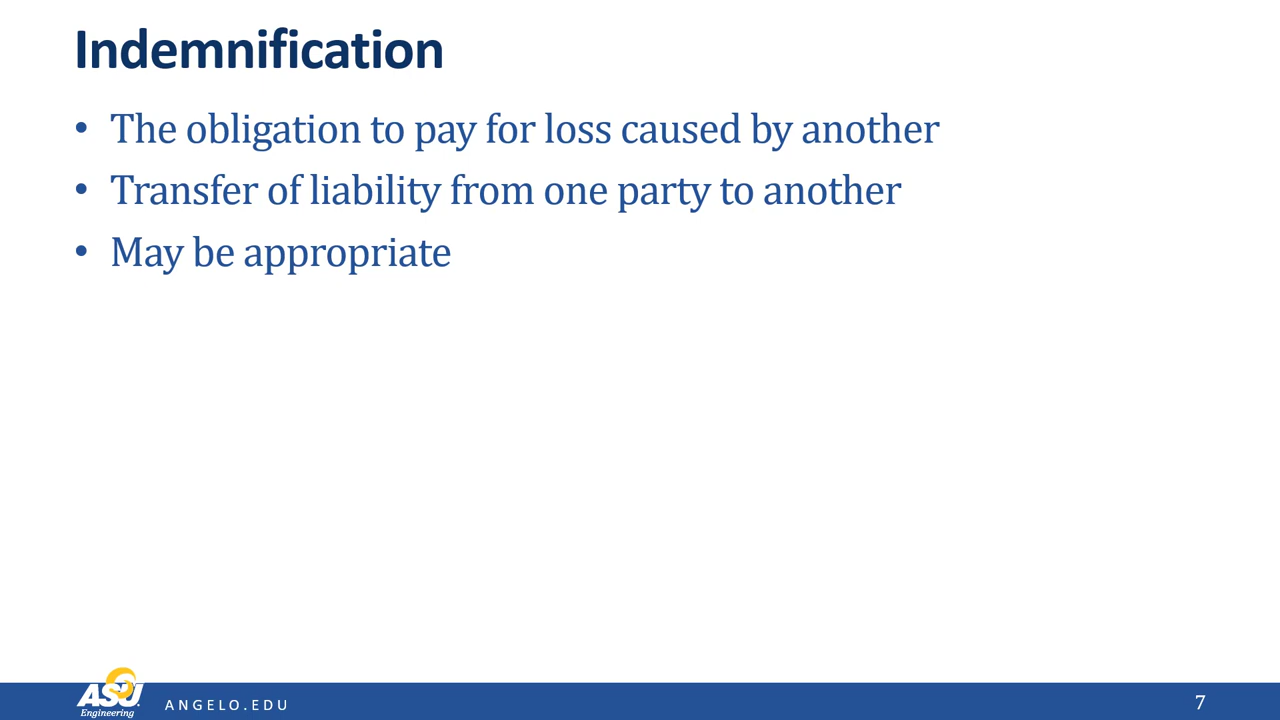 Indemnification
• The obligation to pay for loss caused by another
• Transfer of liability from one party to another
• May be appropriate
ASU
Engineering
ANGELO.EDU
7